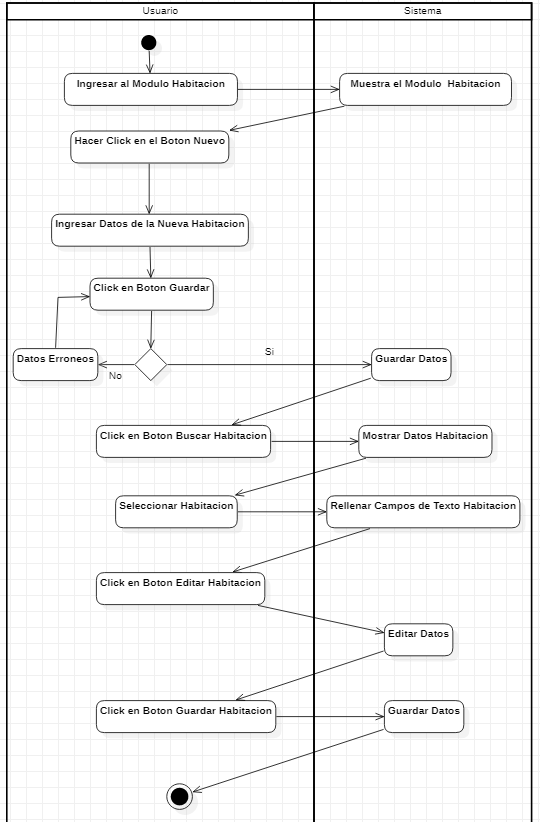 Usuario
Sistema
Ingresar al Modulo Habitacion
Muestra el Modulo Habitacion
Hacer Click en el Boton Nuevo
Ingresar Datos de la Nueva Habitacion
Click en Boton Guardar
Si
Datos Erroneos
Guardar Datos
No
Click en Boton Buscar Habitacion
Mostrar Datos Habitacion
Seleccionar Habitacion
Rellenar Campos de Texto Habitacion
Click en Boton Editar Habitacion
Editar Datos
Click en Boton Guardar Habitacion
Guardar Datos